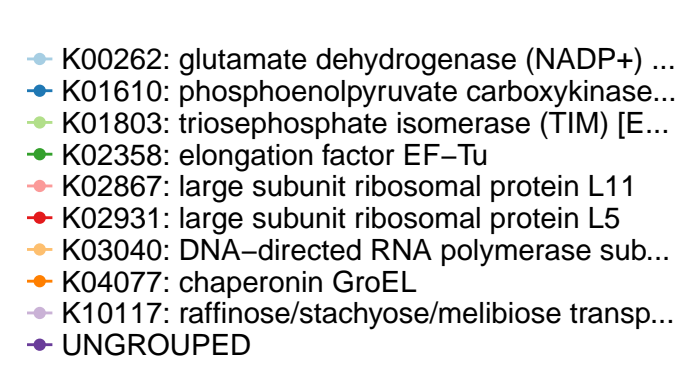 K00262: glutamate dehydrogenase (NADP+) ...
K01610: phosphoenolpyruvate carboxykinase...
K01803: triosephosphate isomerase (TIM) [E...
K02358: elongation factor EF−Tu
K02867: large subunit ribosomal protein L11
K02931: large subunit ribosomal protein L5
K03040: DNA−directed RNA polymerase sub...
K04077: chaperonin GroEL
K10117: raffinose/stachyose/melibiose transp...
UNGROUPED